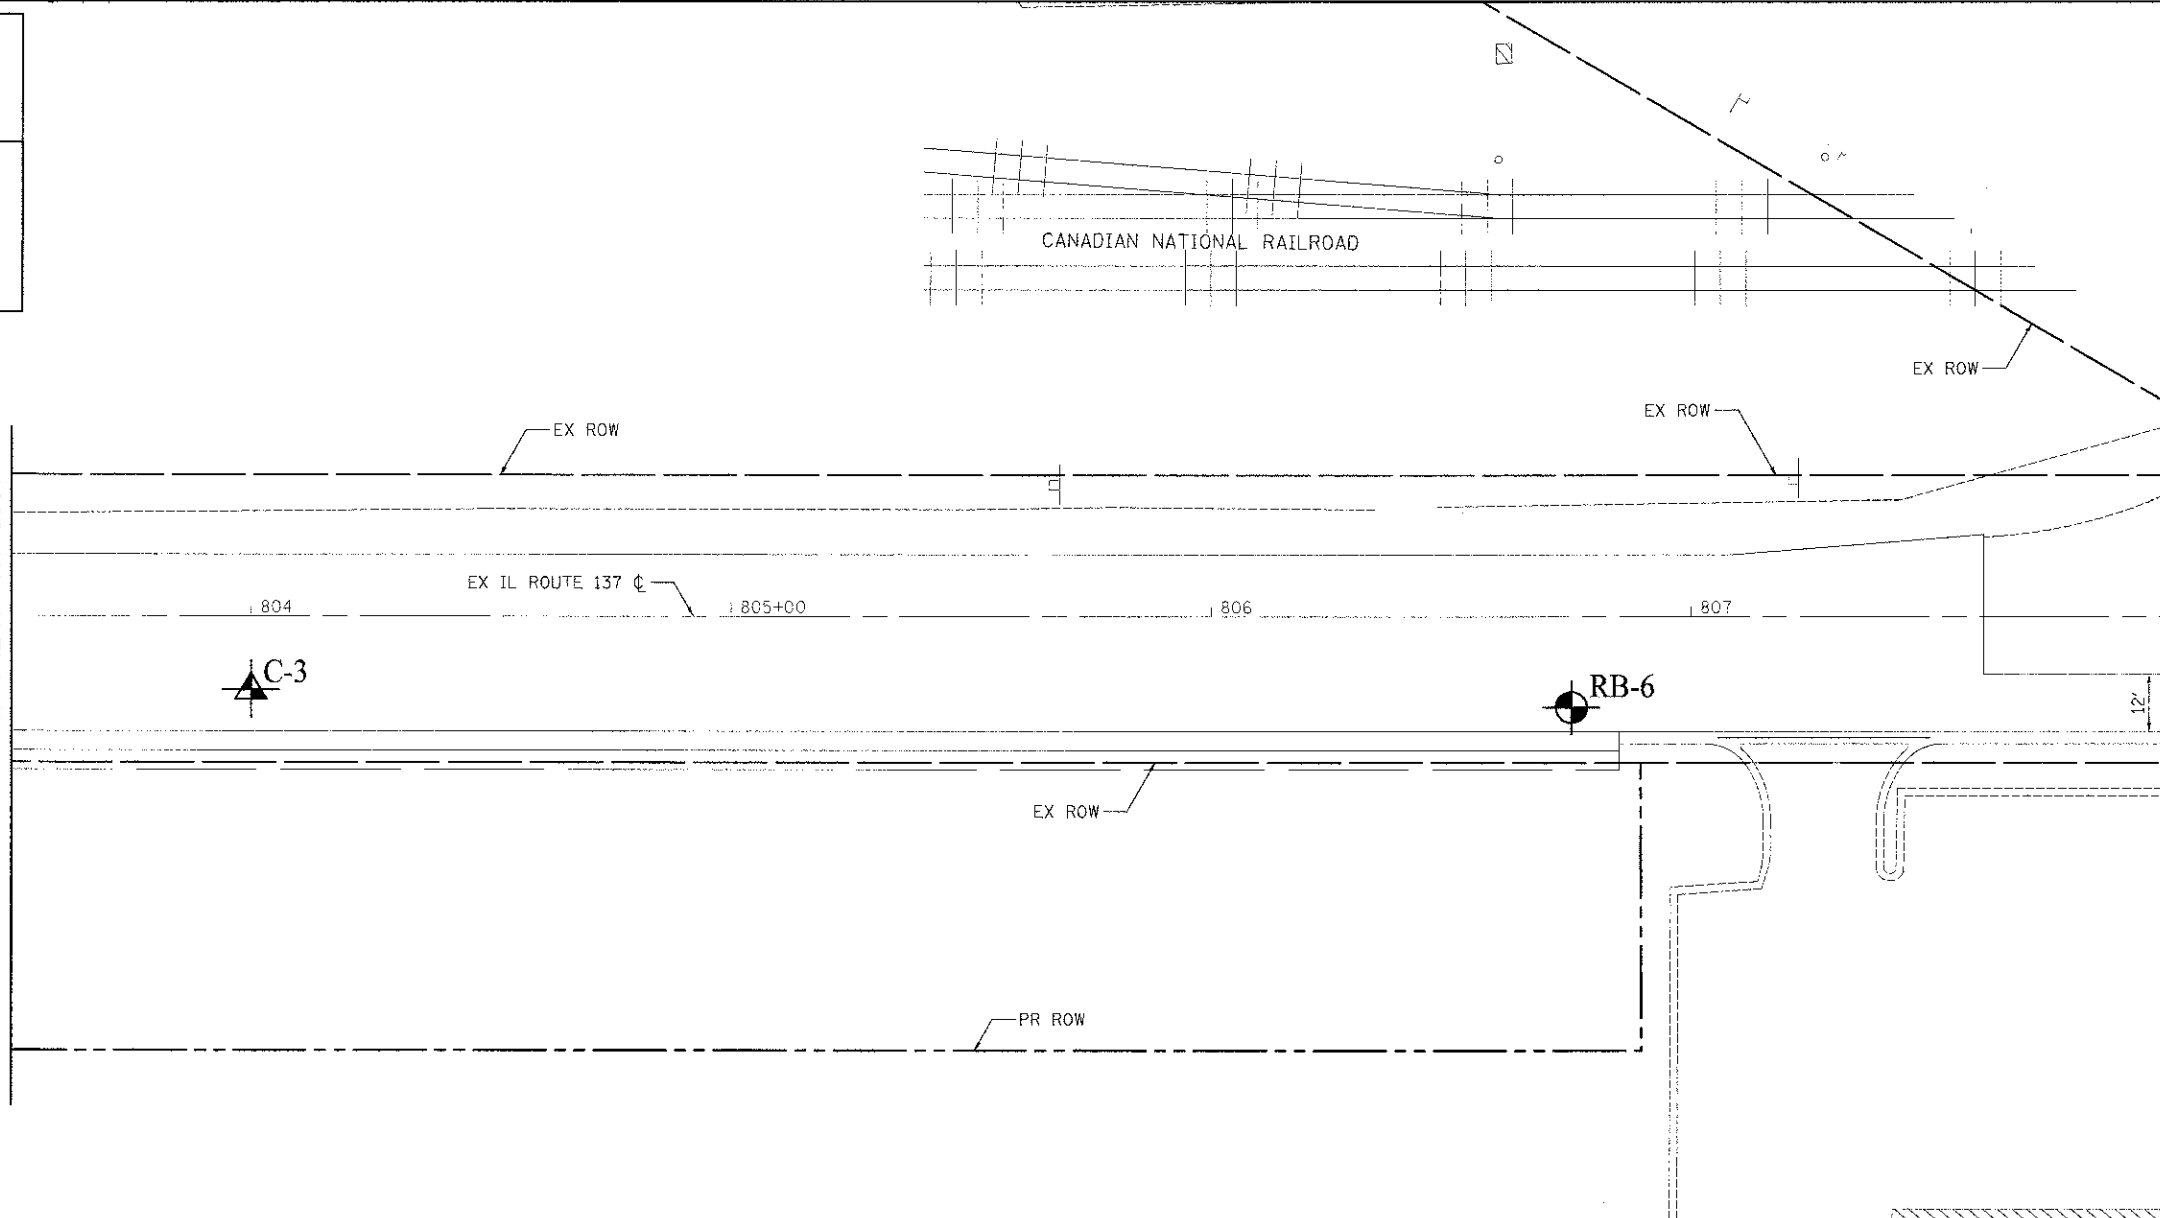 CANADIAN NATIONAL RAILROAD
EX ROW
EX ROW
EX ROW
EX IL ROUTE 137 ℄
804
805+00
806
807
C-3
RB-6
12'
EX ROW
PR ROW